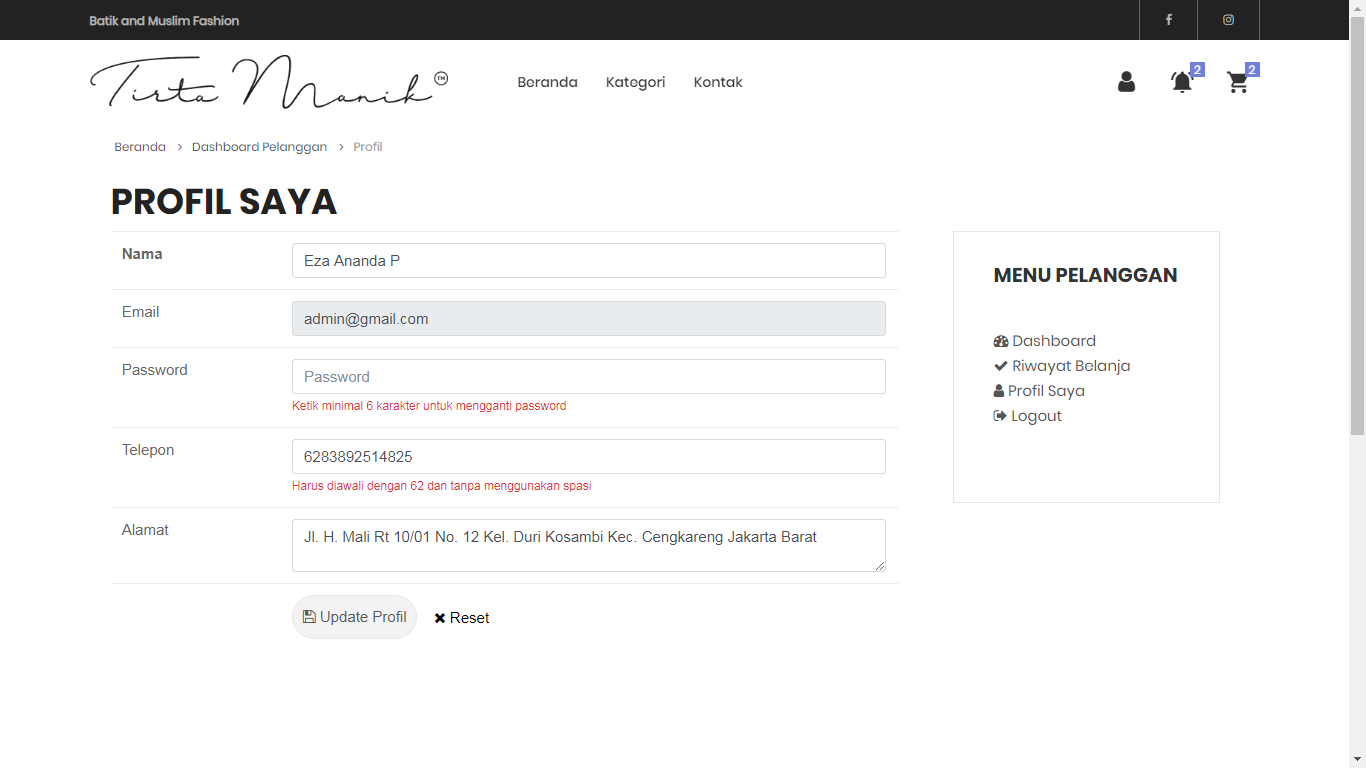 Batik and Muslim Fashion
Tirta Manik™
Beranda Kategori Kontak
2 2
Beranda > Dashboard Pelanggan > Profil
PROFIL SAYA
Nama Eza Ananda P
Email admin@gmail.com
Password Password
Ketik minimal 6 karakter untuk mengganti password
Telepon 6283892514825
Harus diawali dengan 62 dan tanpa menggunakan spasi
Alamat Jl. H. Mali Rt 10/01 No. 12 Kel. Duri Kosambi Kec. Cengkareng Jakarta Barat
Update Profil Reset
MENU PELANGGAN
Dashboard
Riwayat Belanja
Profil Saya
Logout